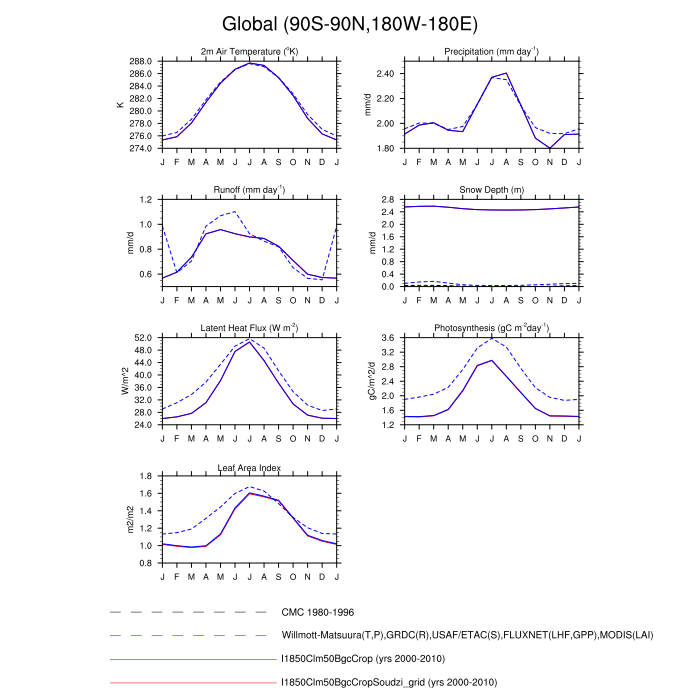 Global (90S-90N,180W-180E)
2m Air Temperature (°K)
288.0
286.0
284.0
282.0
280.0
278.0
276.0
274.0
K
J F M A M J J A S O N D J
Precipitation (mm day⁻¹)
2.40
2.20
2.00
1.80
mm/d
J F M A M J J A S O N D J
Runoff (mm day⁻¹)
1.2
1.0
0.8
0.6
mm/d
J F M A M J J A S O N D J
Snow Depth (m)
2.8
2.4
2.0
1.6
1.2
0.8
0.4
0.0
mm/d
J F M A M J J A S O N D J
Latent Heat Flux (W m⁻²)
52.0
48.0
44.0
40.0
36.0
32.0
28.0
24.0
W/m^2
J F M A M J J A S O N D J
Photosynthesis (gC m⁻²day⁻¹)
3.6
3.2
2.8
2.4
2.0
1.6
1.2
gC/m^2/d
J F M A M J J A S O N D J
Leaf Area Index
1.8
1.6
1.4
1.2
1.0
0.8
m2/m2
J F M A M J J A S O N D J
CMC 1980-1996
Willmott-Matsuura(T,P),GRDC(R),USAF/ETAC(S),FLUXNET(LHF,GPP),MODIS(LAI)
I1850Clm50BgcCrop (yrs 2000-2010)
I1850Clm50BgcCropSoudzi_grid (yrs 2000-2010)